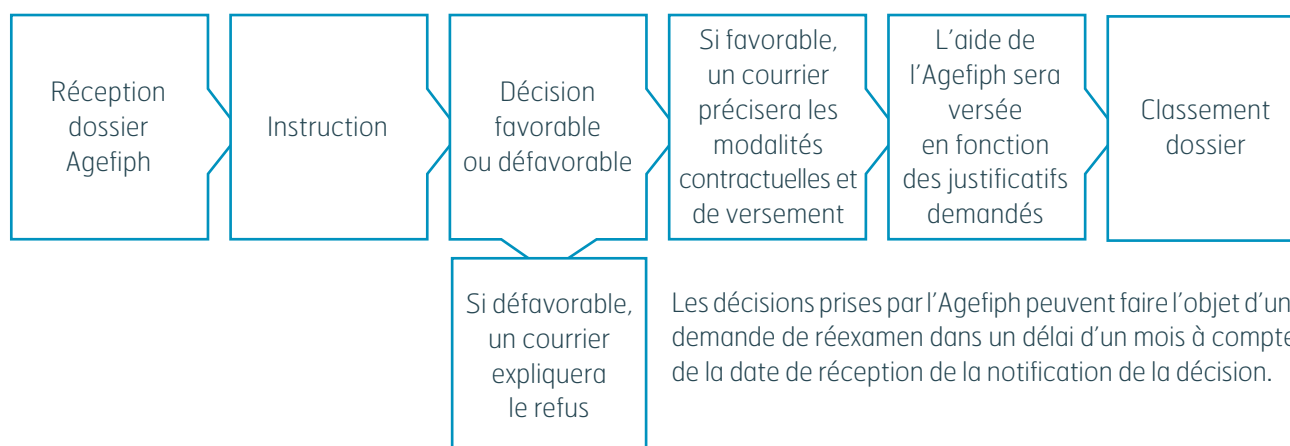 Réception
dossier
Agefiph
Instruction
Décision
favorable
ou défavorable
Si favorable,
un courrier
précisera les
modalités
contractuelles et
de versement
L'aide de
l'Agefiph sera
versée
en fonction
des justificatifs
demandés
Classement
dossier
Si défavorable,
un courrier
expliquera
le refus
Les décisions prises par l'Agefiph peuvent faire l'objet d'un
demande de réexamen dans un délai d'un mois à compte
de la date de réception de la notification de la décision.